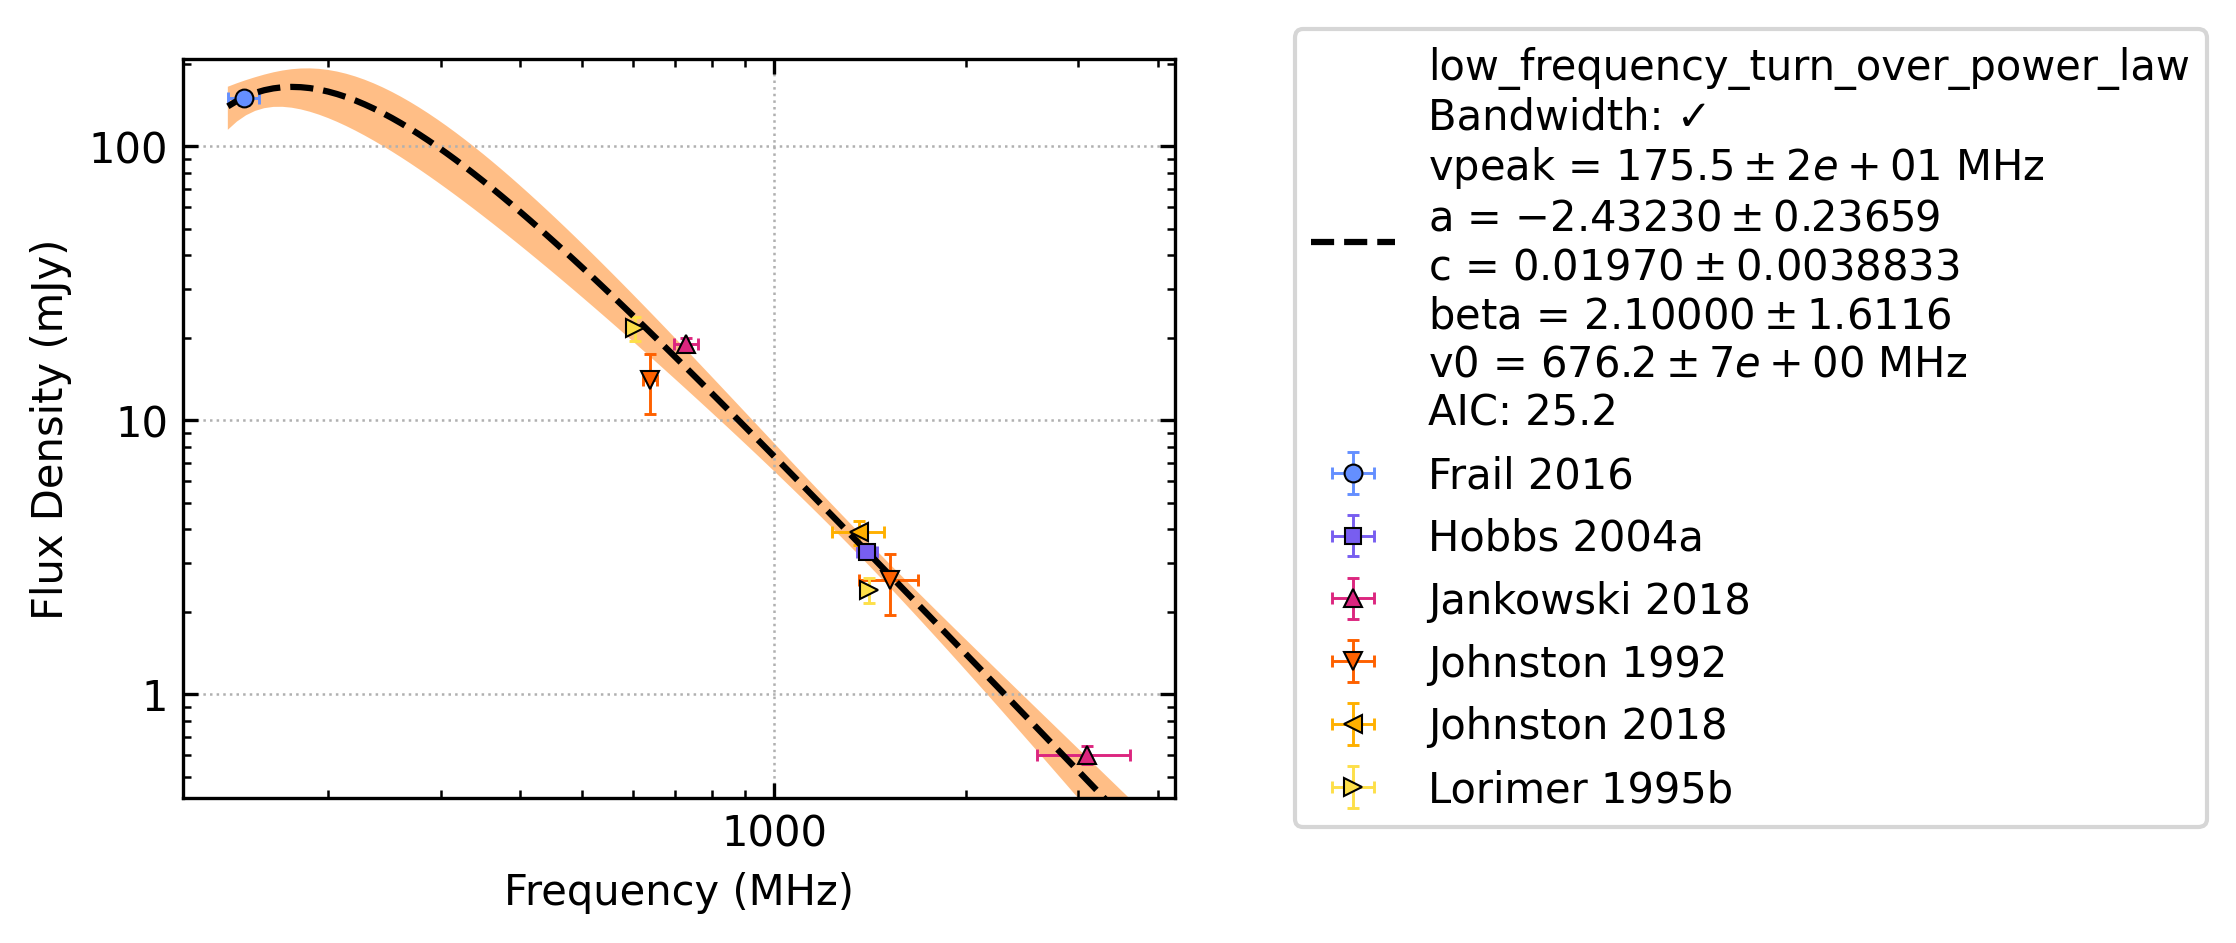 100
10
1
Flux Density (mJy)
1000
Frequency (MHz)
low_frequency_turn_over_power_law
Bandwidth: ✓
vpeak = 175.5 ± 2e + 01 MHz
a = −2.43230 ± 0.23659
c = 0.01970 ± 0.0038833
beta = 2.10000 ± 1.6116
v0 = 676.2 ± 7e + 00 MHz
AIC: 25.2
Frail 2016
Hobbs 2004a
Jankowski 2018
Johnston 1992
Johnston 2018
Lorimer 1995b